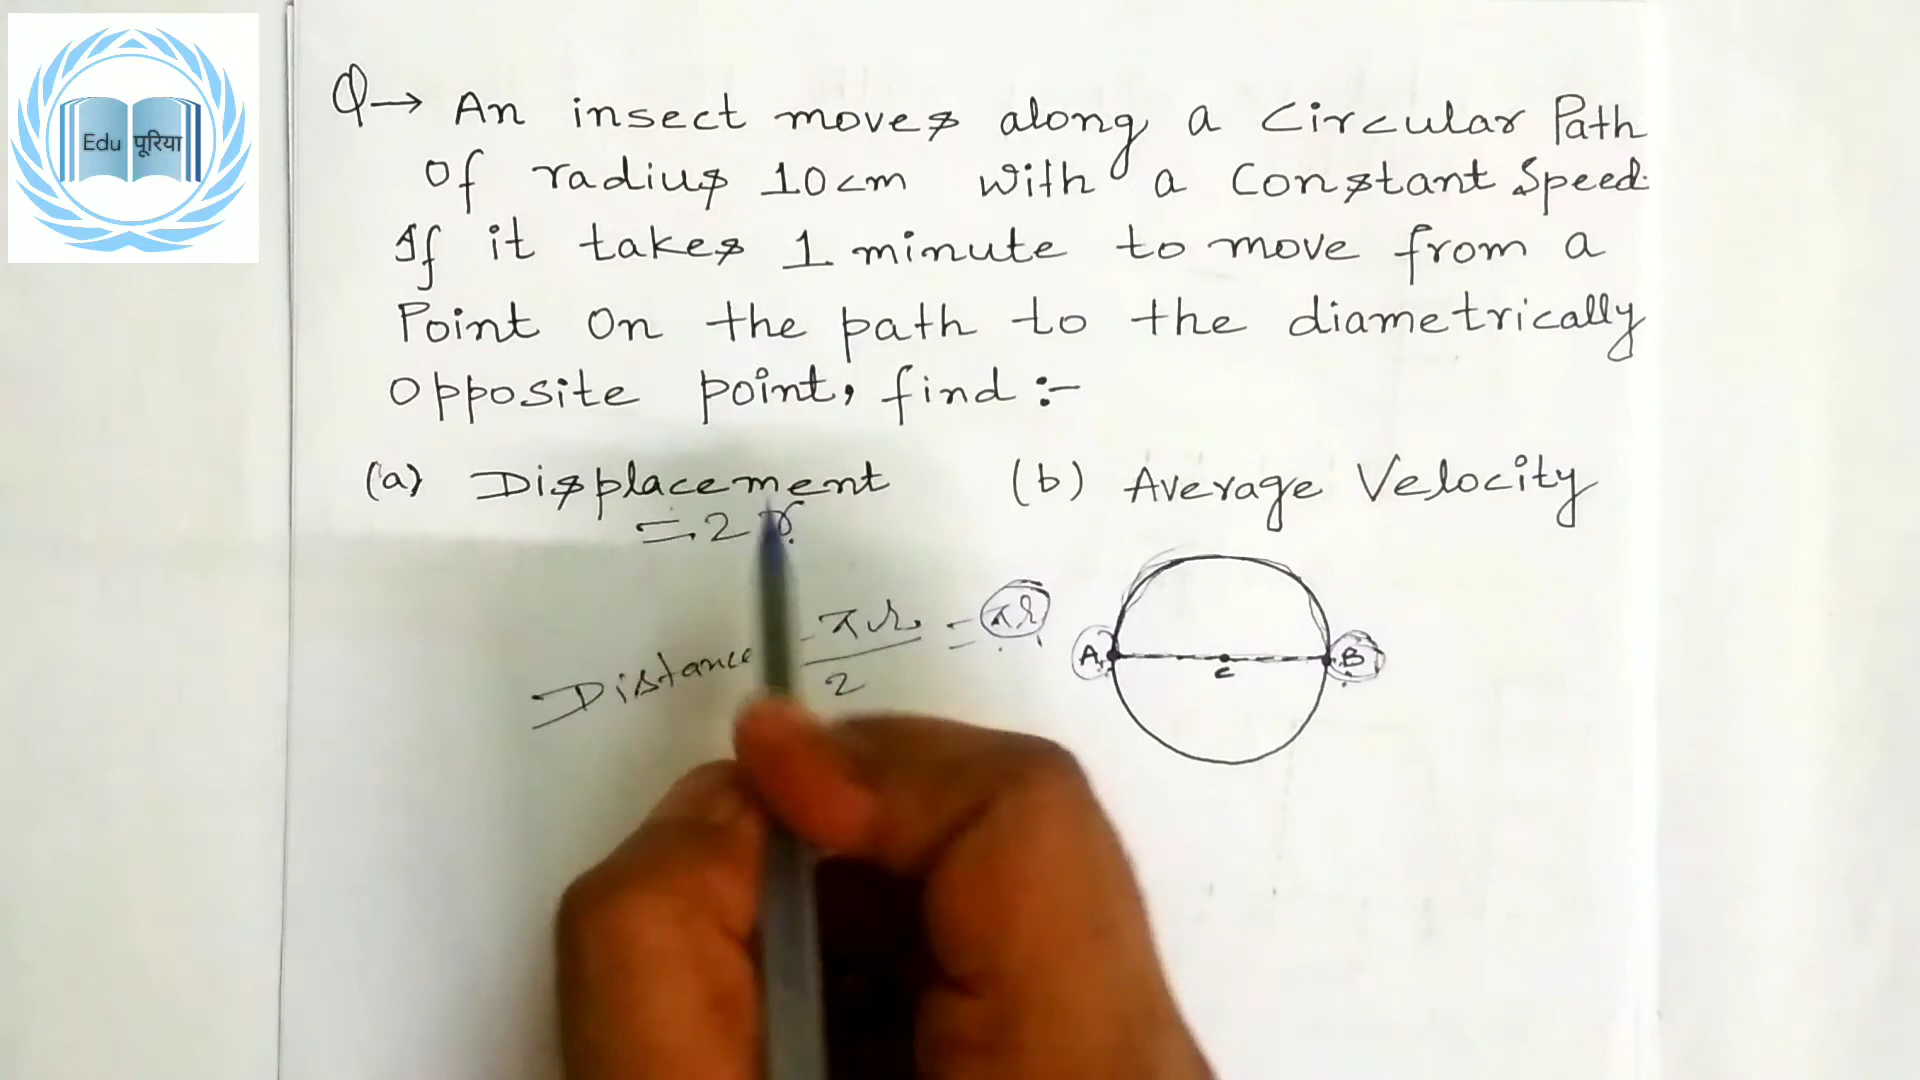 Edu पूरिया
Q→ An insect moves along a Circular Path
of radius 10cm with a Constant Speed.
If it takes 1 minute to move from a
Point On the path to the diametrically
opposite point, find :-
(a) Displacement (b) Average Velocity
= 2r
Distance πr/2 = πr
A C B